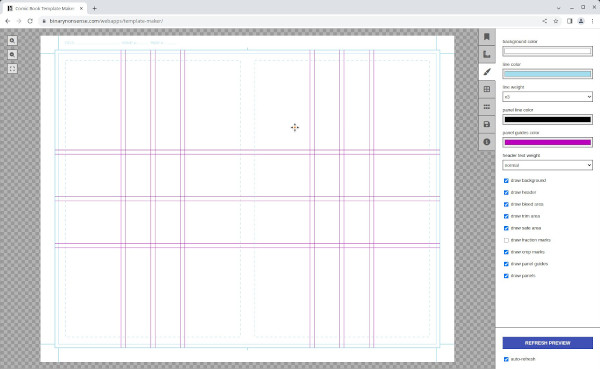 Comic Book Template Maker
binarynonsense.com/webapps/template-maker/
background color
line color
line weight
x3
panel line color
panel guides color
header text weight
normal
draw background
draw header
draw bleed area
draw trim area
draw safe area
draw fraction marks
draw crop marks
draw panel guides
draw panels
REFRESH PREVIEW
auto-refresh